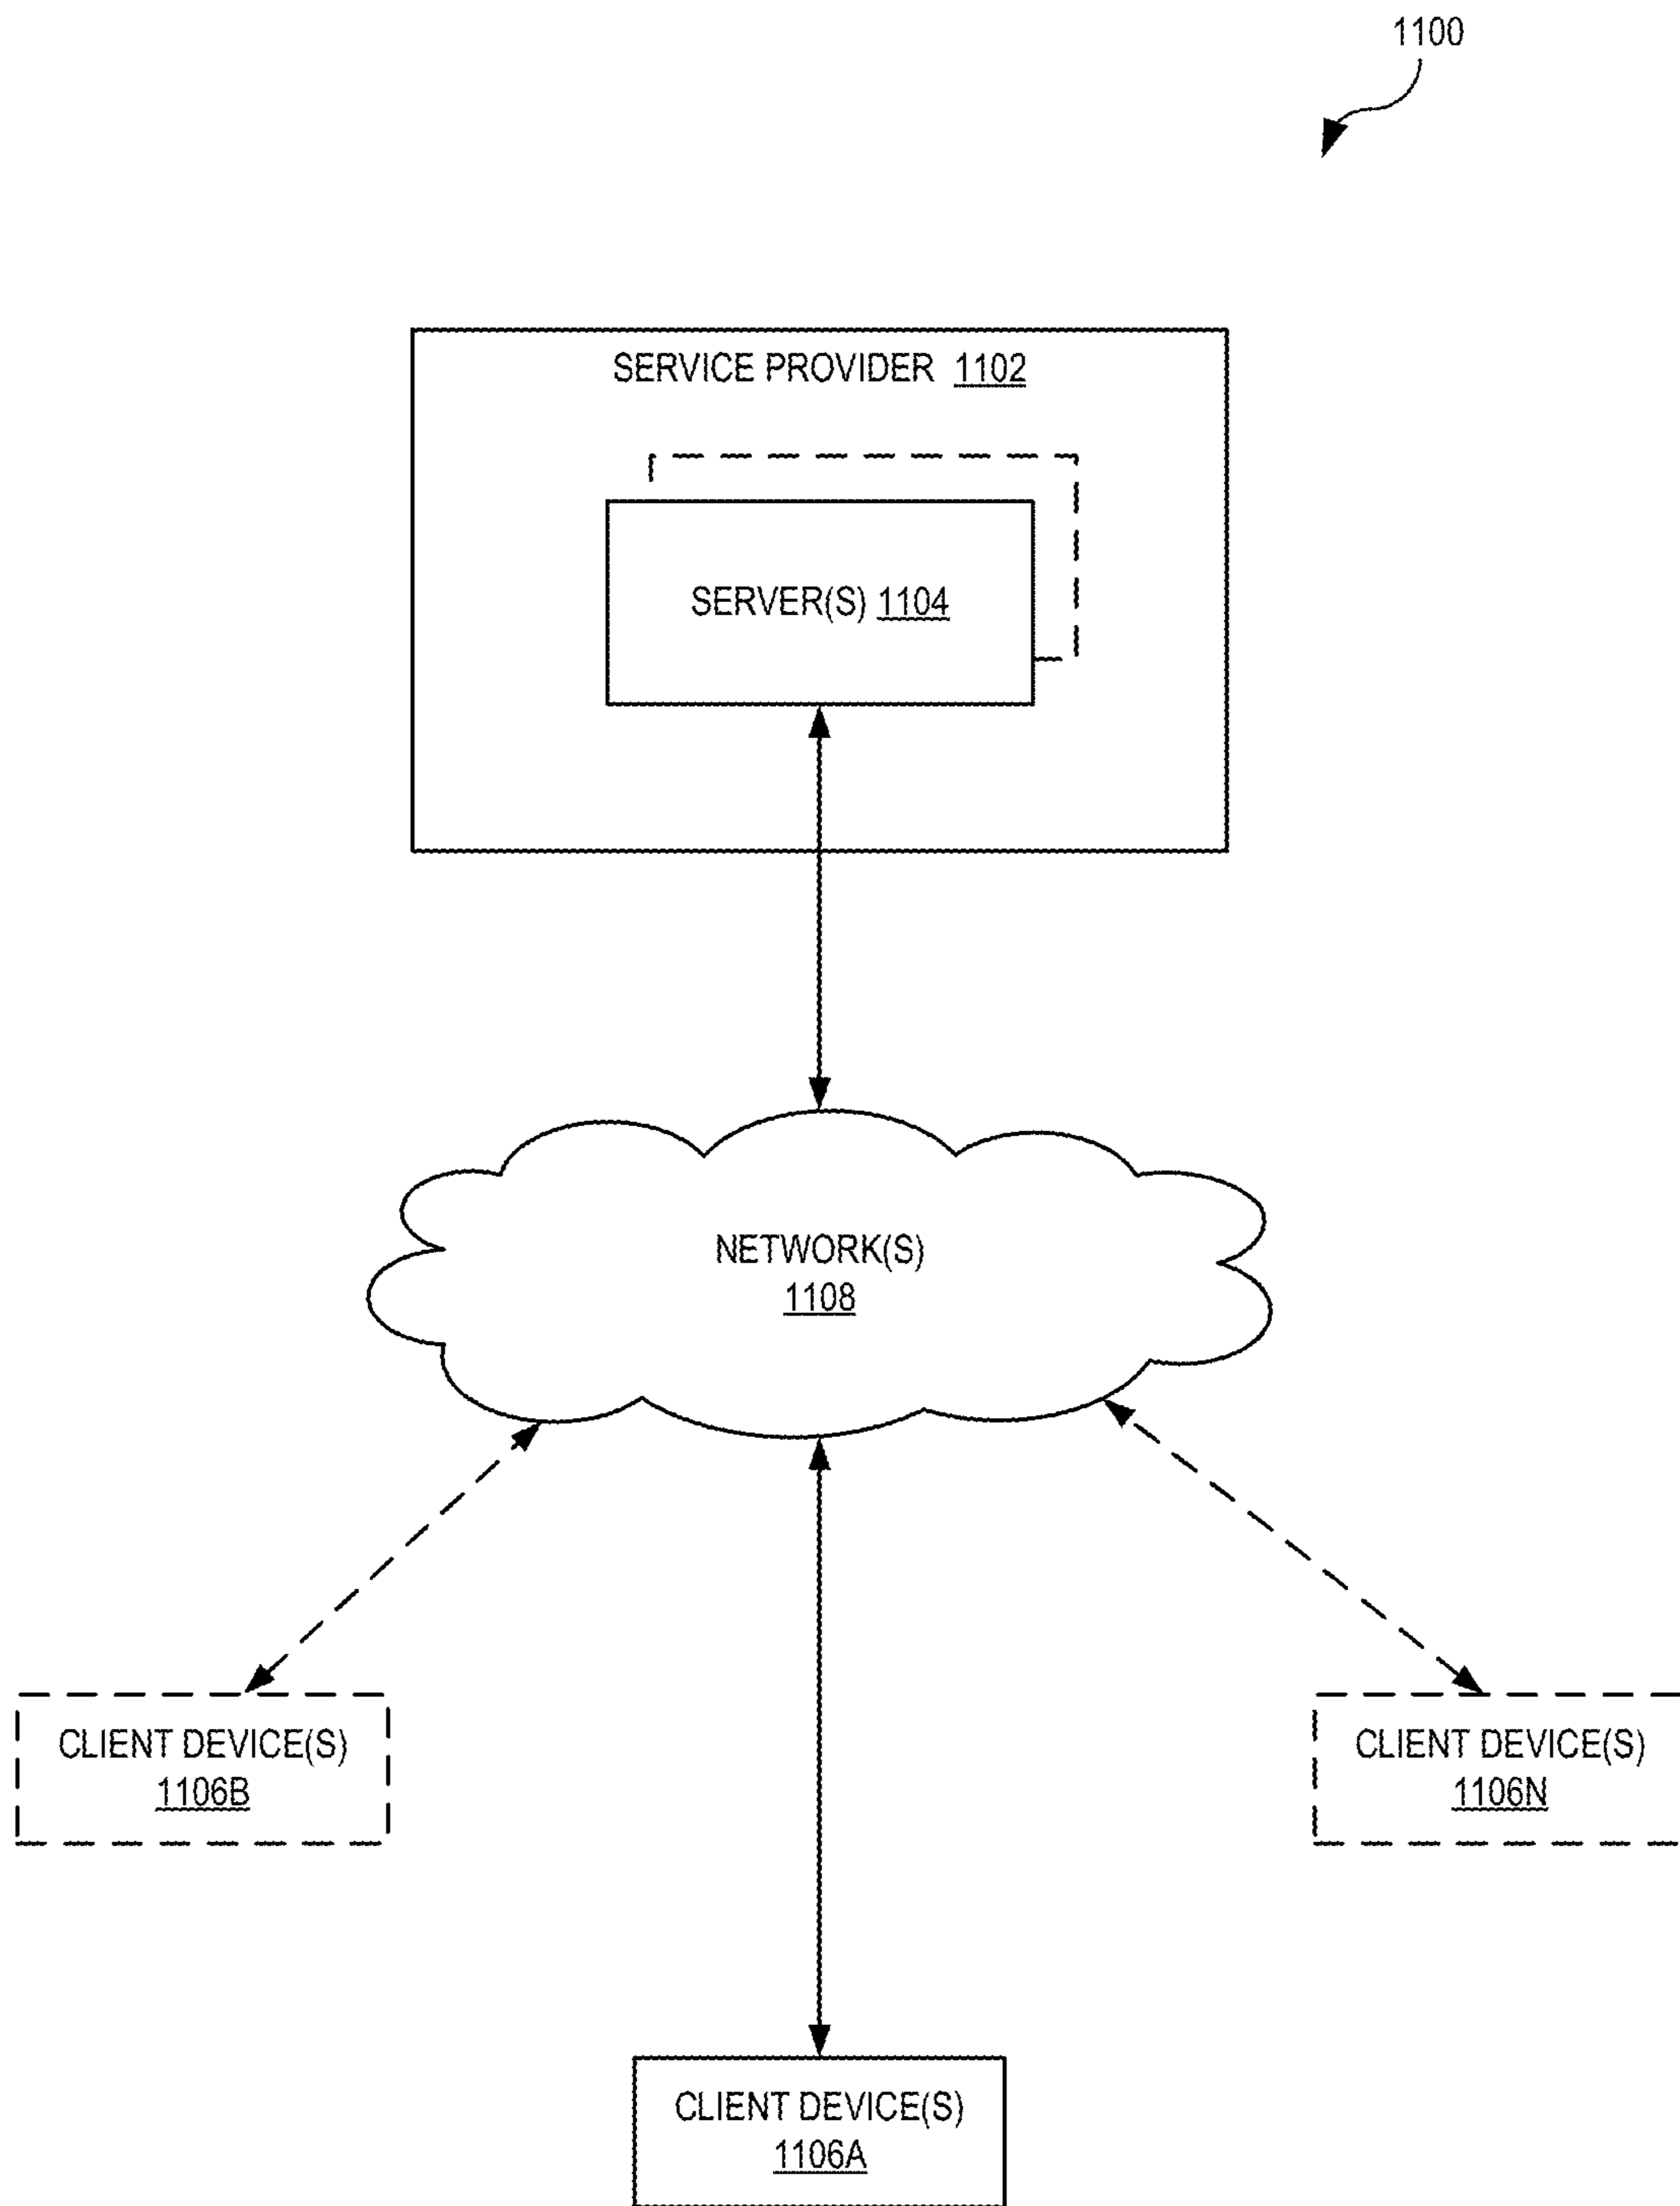 1100
SERVICE PROVIDER 1102
SERVER(S) 1104
NETWORK(S)
1108
CLIENT DEVICE(S)
1106B
CLIENT DEVICE(S)
1106N
CLIENT DEVICE(S)
1106A